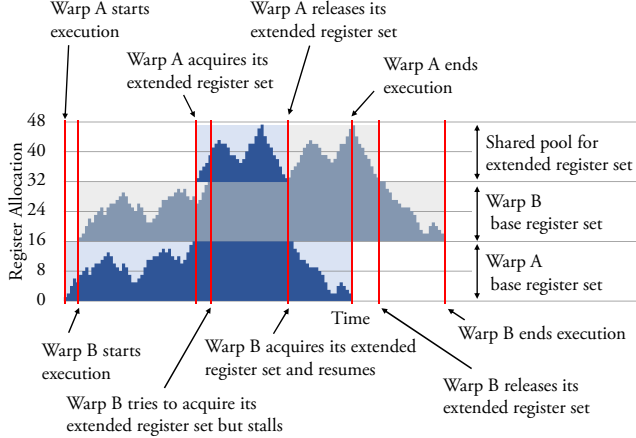 Warp A starts
execution
Warp A releases its
extended register set
Warp A acquires its
extended register set
Warp A ends
execution
Register Allocation
48
40
32
24
16
8
0
Shared pool for
extended register set
Warp B
base register set
Warp A
base register set
Time
Warp B starts
execution
Warp B tries to acquire its
extended register set but stalls
Warp B acquires its extended
register set and resumes
Warp B ends execution
Warp B releases its
extended register set